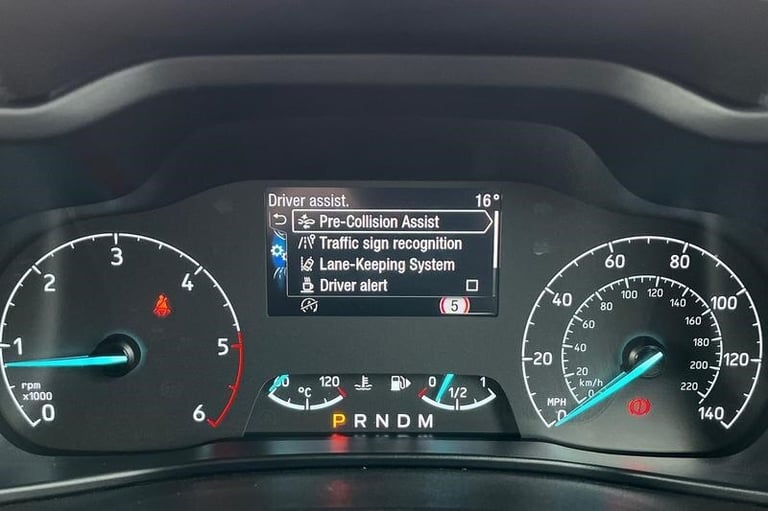 Driver assist. 16°
Pre-Collision Assist
Traffic sign recognition
Lane-Keeping System
Driver alert
5
0 1 2 3 4 5 6
rpm
x1000
60 120
°C
0 1/2 1
P R N D M
0 20 40 60 80 100 120 140
MPH
0 20 40 60 80 100 120 140 160 180 200 220
km/h